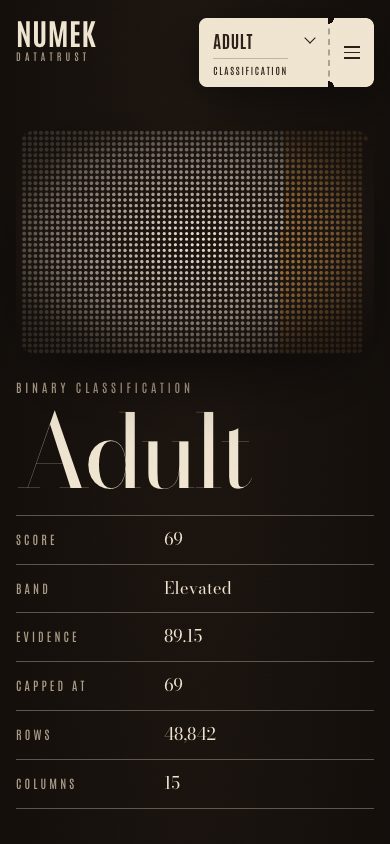 NUMEK
DATATRUST
ADULT
CLASSIFICATION
BINARY CLASSIFICATION
Adult
SCORE 69
BAND Elevated
EVIDENCE 89.15
CAPPED AT 69
ROWS 48,842
COLUMNS 15